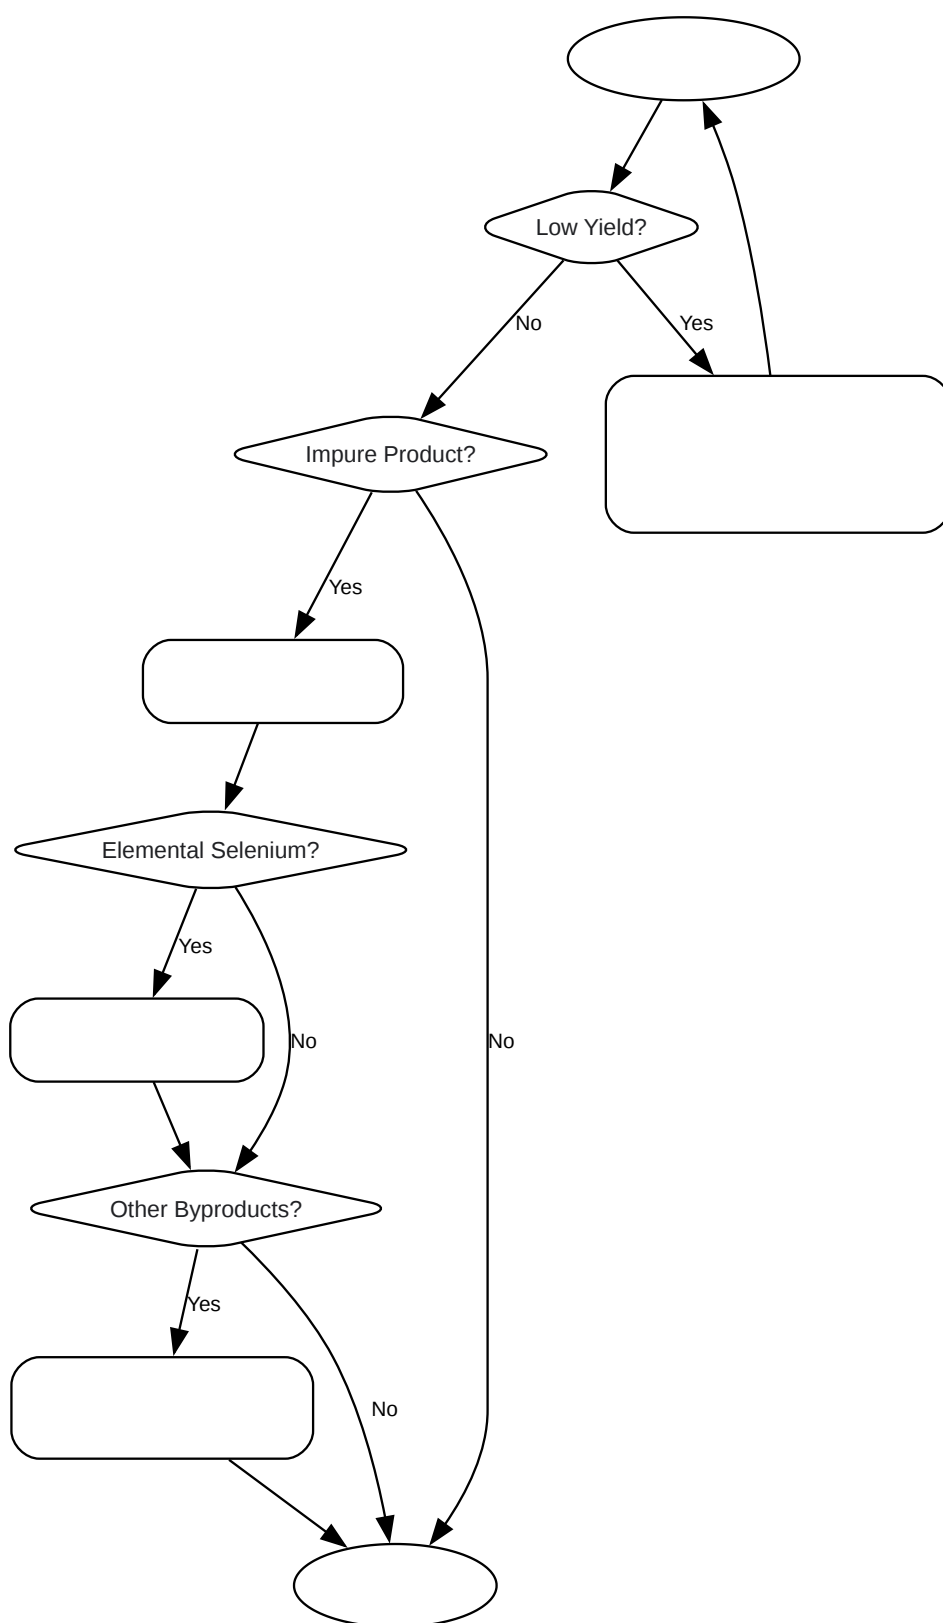 Low Yield?
No
Yes
Impure Product?
Yes
Elemental Selenium?
Yes
No
No
Other Byproducts?
Yes
No